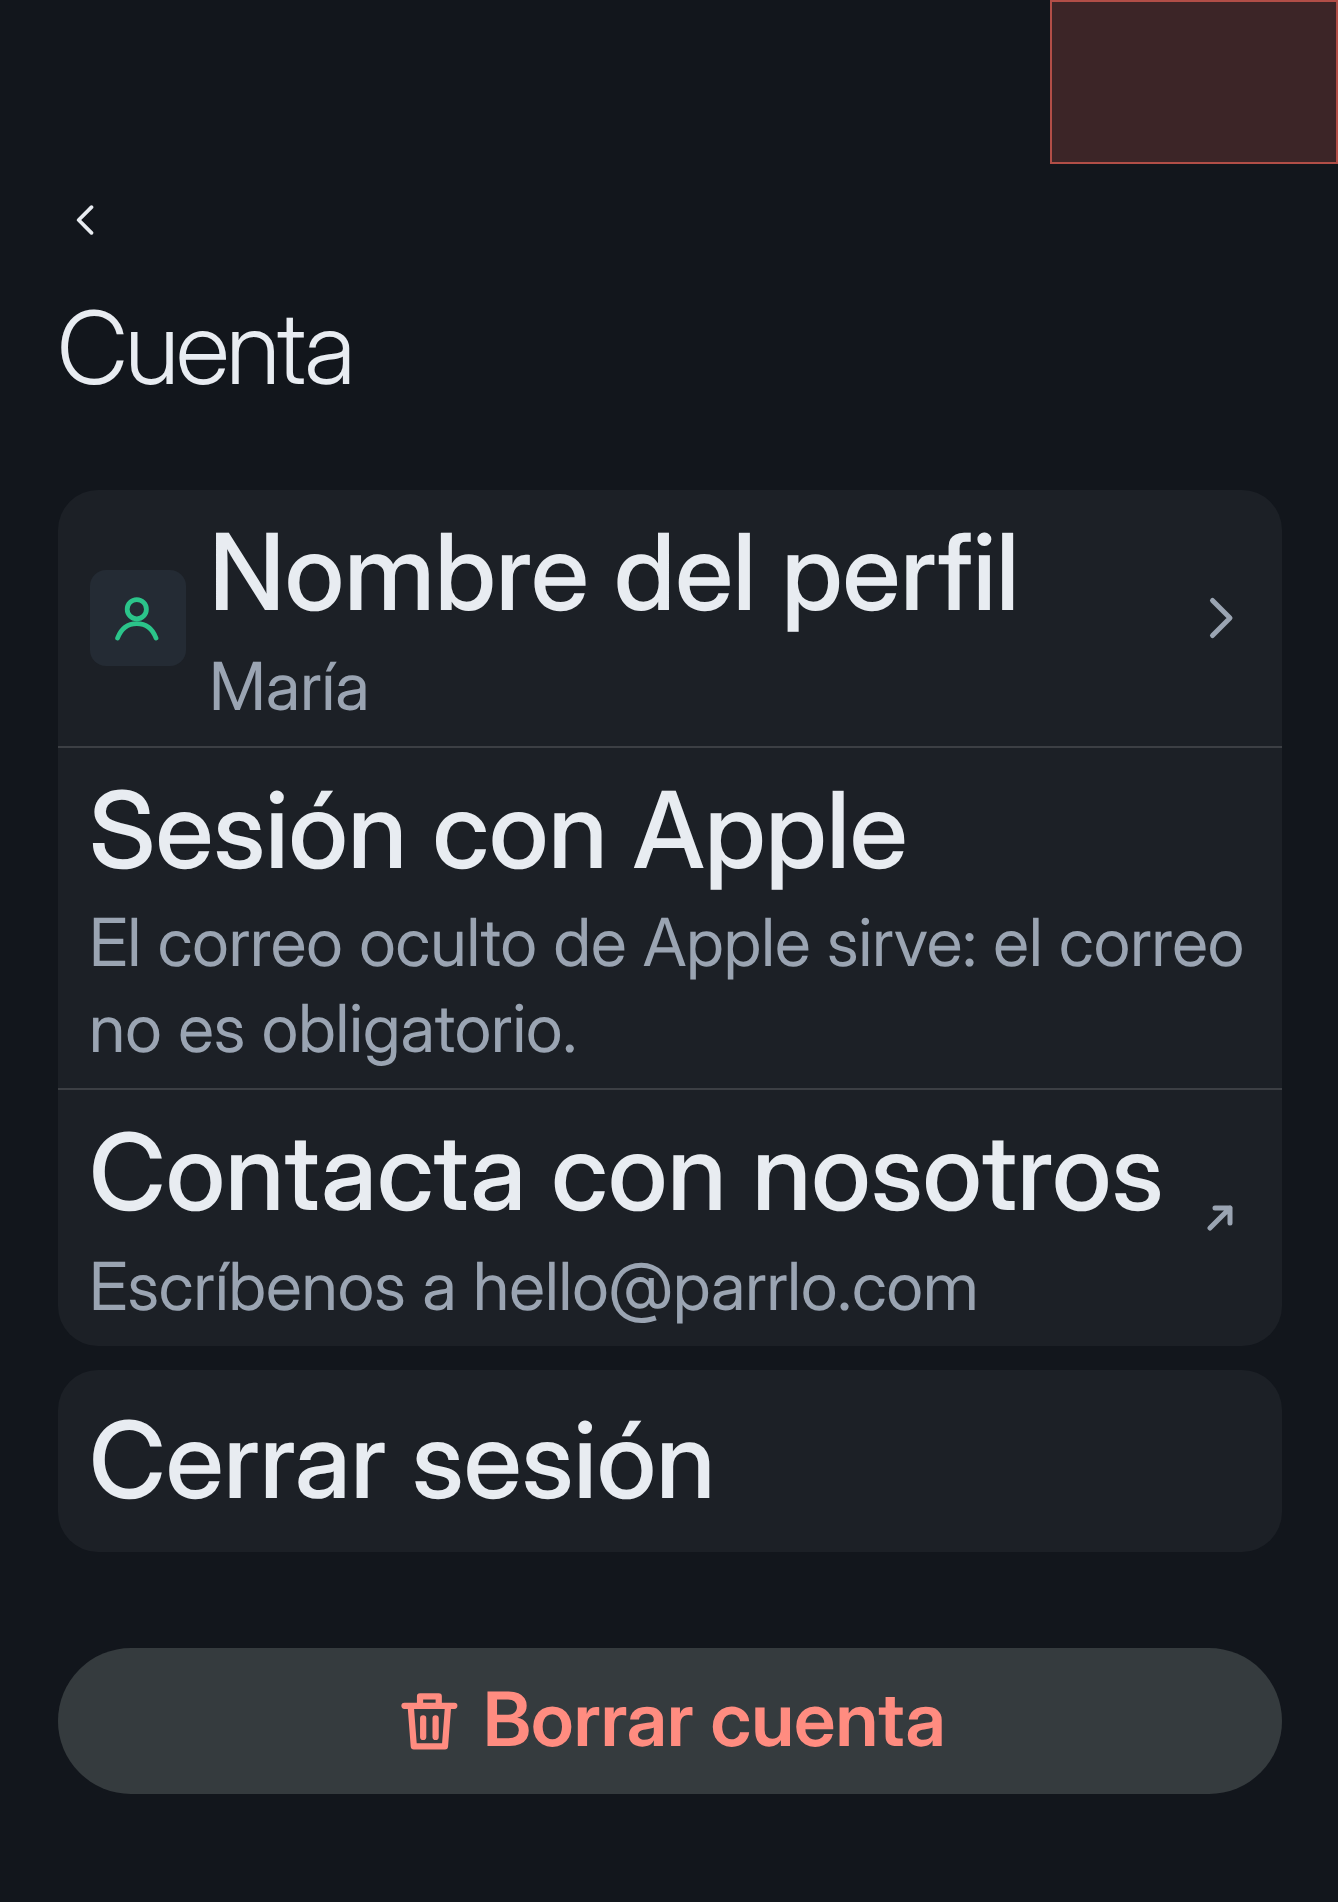 Cuenta
Nombre del perfil
María
Sesión con Apple
El correo oculto de Apple sirve: el correo
no es obligatorio.
Contacta con nosotros
Escríbenos a hello@parrlo.com
Cerrar sesión
Borrar cuenta